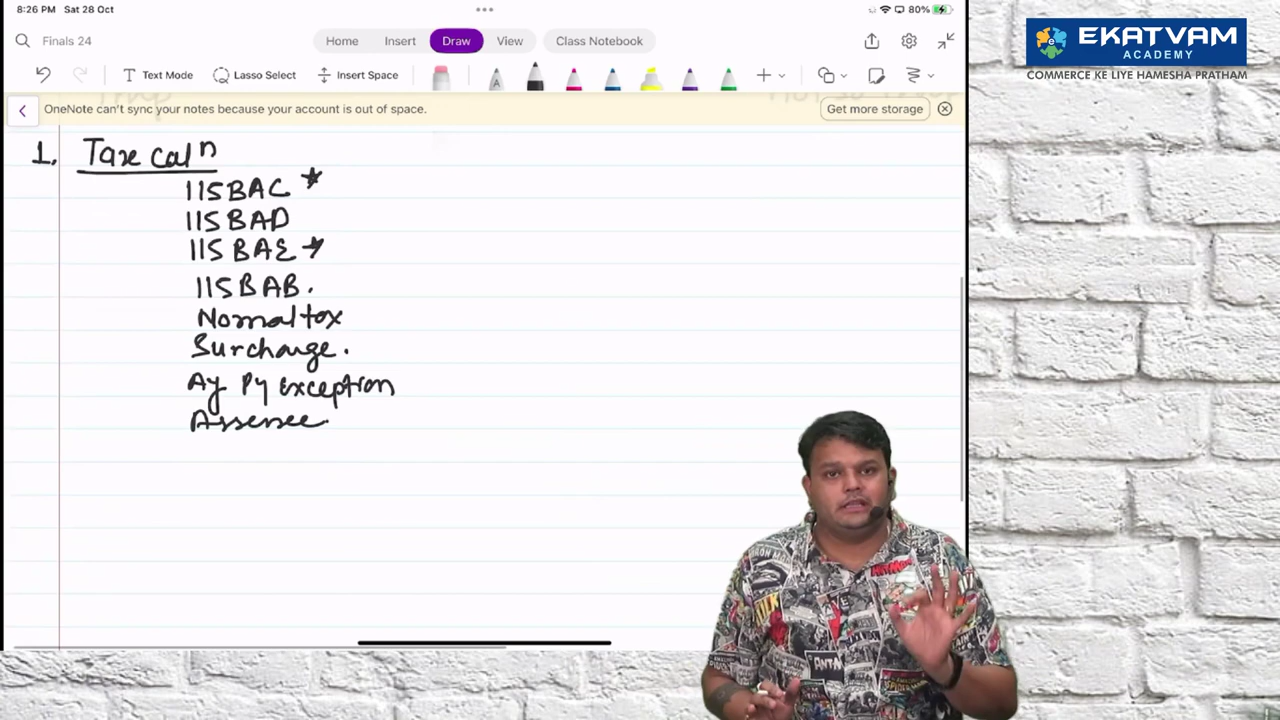 8:26 PM Sat 28 Oct
80%
Finals 24
Insert Draw View Class Notebook
Text Mode Lasso Select Insert Space
OneNote can't sync your notes because your account is out of space. Get more storage
1. Tax calⁿ
115BAC *
115BAD
115BAE *
115BAB.
Normal tax
Surcharge.
Ay Py Exception
Assessee.
EKATVAM
ACADEMY
COMMERCE KE LIYE HAMESHA PRATHAM